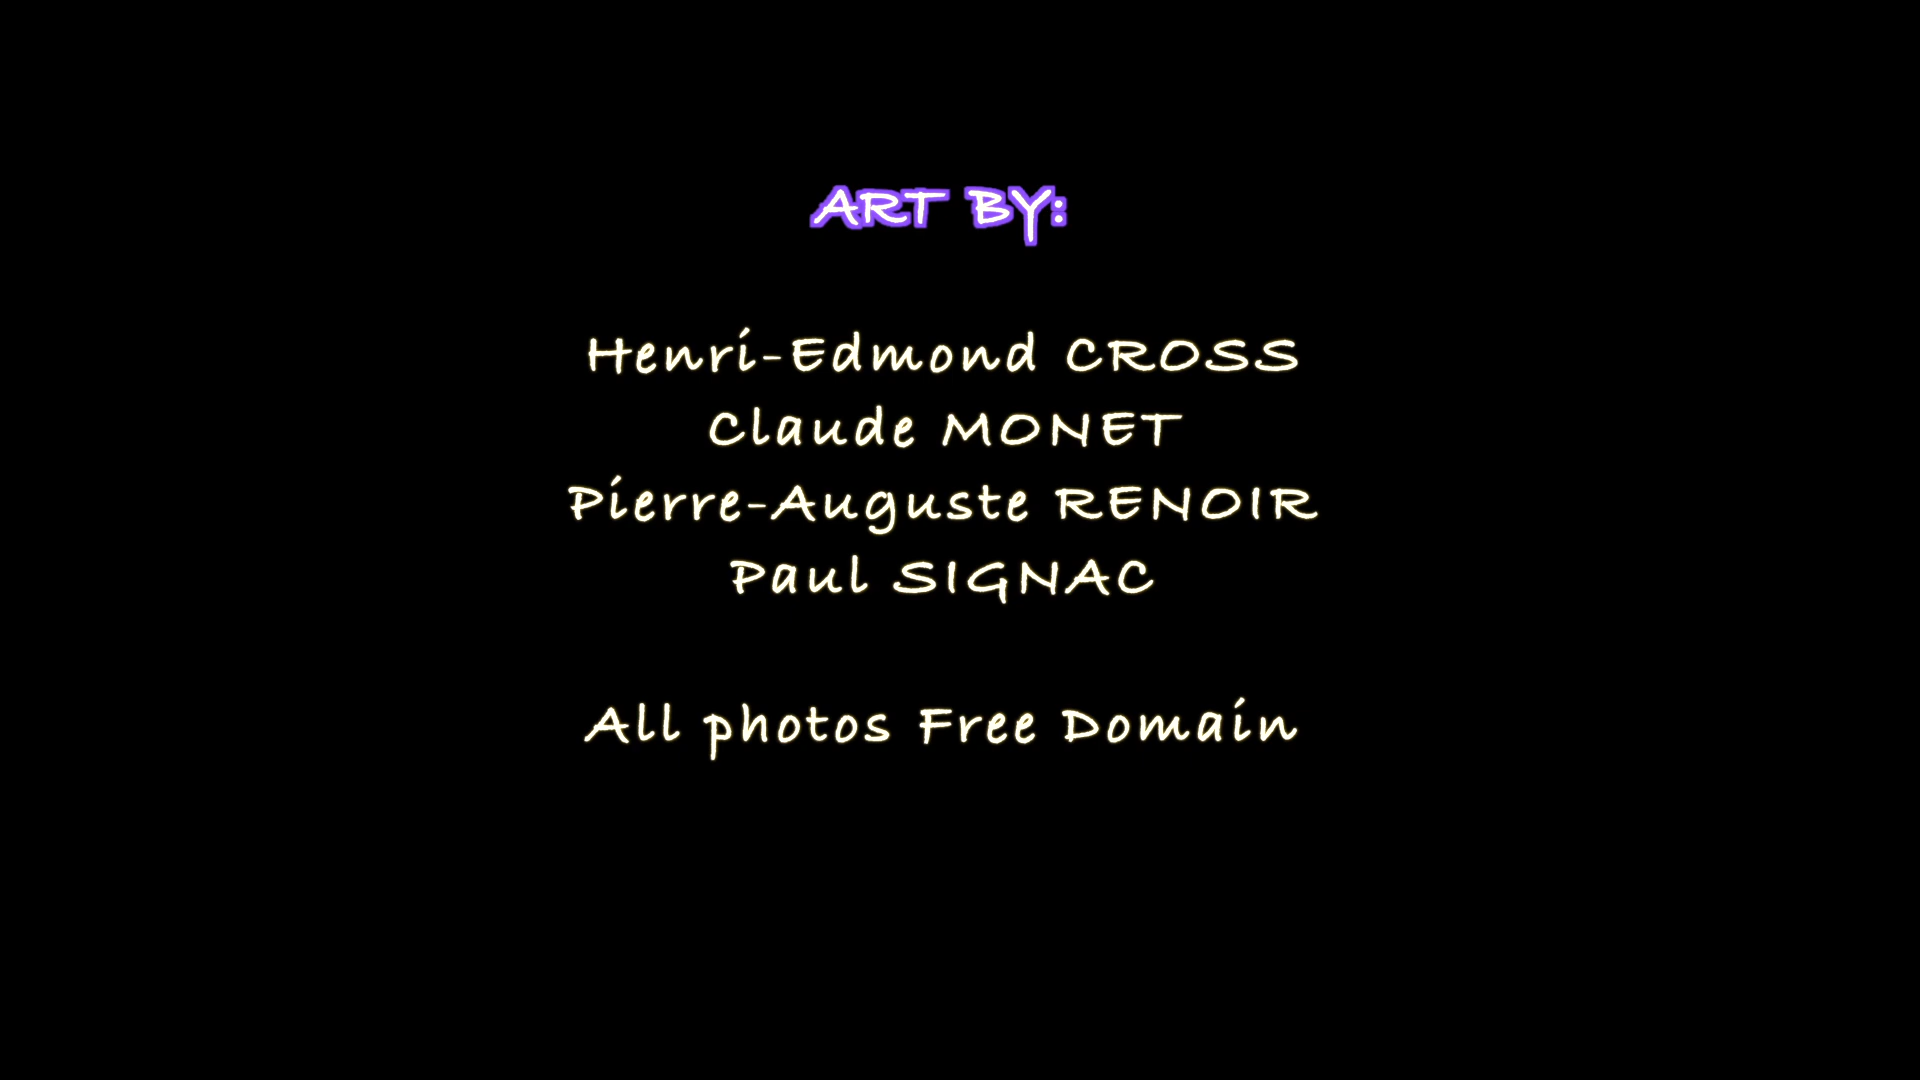 ART BY:
Henri-Edmond CROSS
Claude MONET
Pierre-Auguste RENOIR
Paul SIGNAC
All photos Free Domain